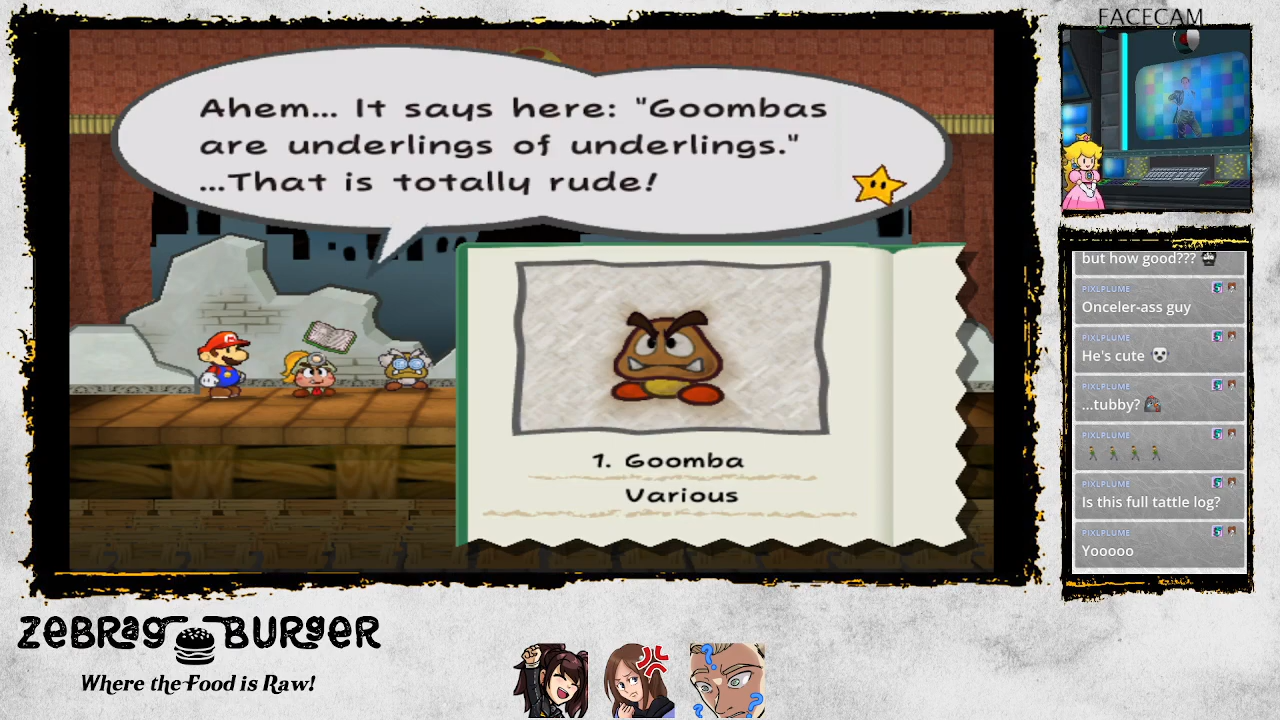 FACECAM
Ahem... It says here: "Goombas
are underlings of underlings."
...That is totally rude!
1. Goomba
Various
but how good???
PIXLPLUME
Onceler-ass guy
PIXLPLUME
He's cute
PIXLPLUME
...tubby?
PIXLPLUME
PIXLPLUME
Is this full tattle log?
PIXLPLUME
Yooooo
ZEBRAG BURGER
Where the Food is Raw!